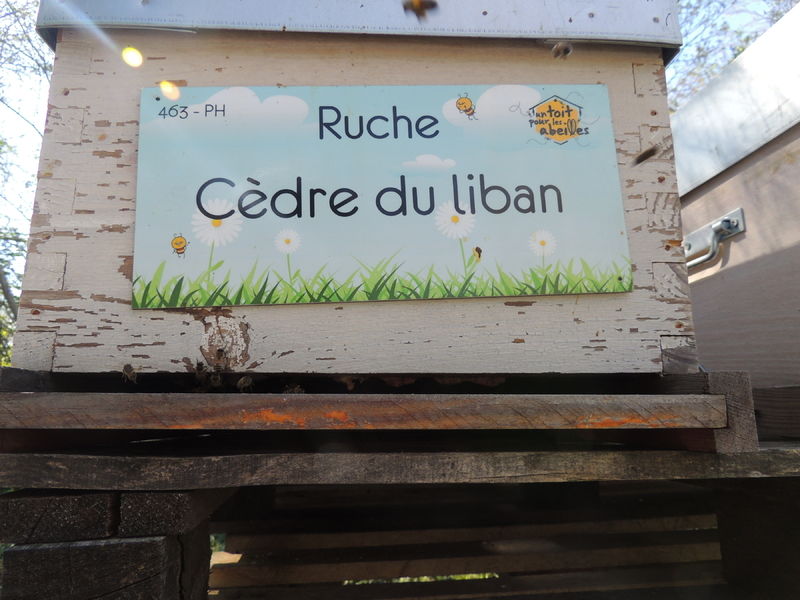 463 - PH
Ruche
un toit
pour les
abeilles
Cèdre du liban